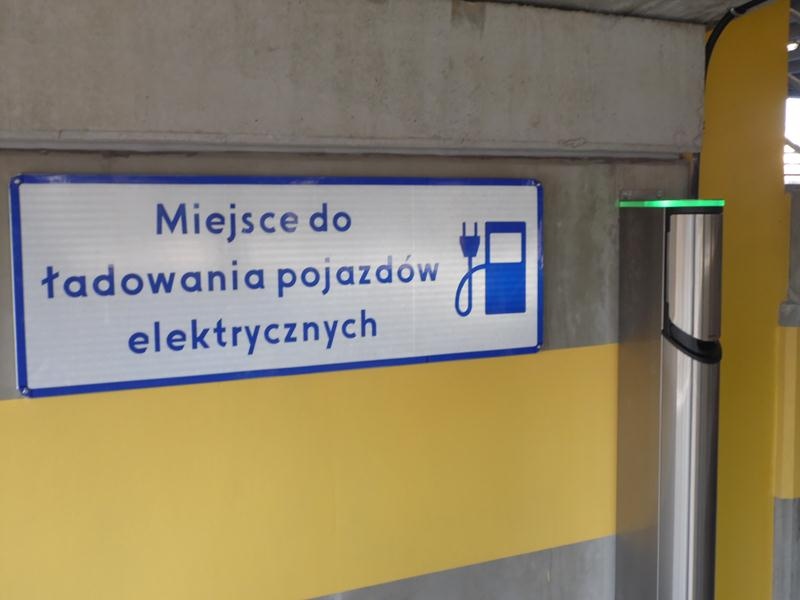 Miejsce do
ładowania pojazdów
elektrycznych